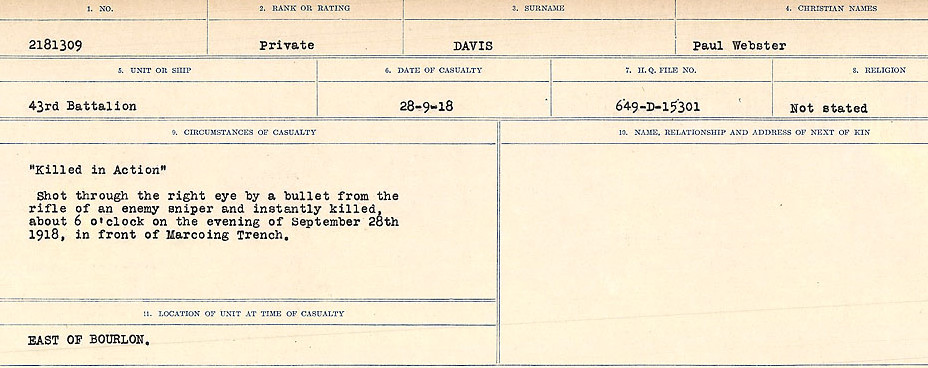 1. NO. 2. RANK OR RATING 3. SURNAME 4. CHRISTIAN NAMES
2181309 Private DAVIS Paul Webster
5. UNIT OR SHIP 6. DATE OF CASUALTY 7. H.Q. FILE NO. 8. RELIGION
43rd Battalion 28-9-18 649-D-15301 Not stated
9. CIRCUMSTANCES OF CASUALTY
"Killed in Action"
Shot through the right eye by a bullet from the
rifle of an enemy sniper and instantly killed,
about 6 o'clock on the evening of September 28th
1918, in front of Marcoing Trench.
10. NAME, RELATIONSHIP AND ADDRESS OF NEXT OF KIN
11. LOCATION OF UNIT AT TIME OF CASUALTY
EAST OF BOURLON.